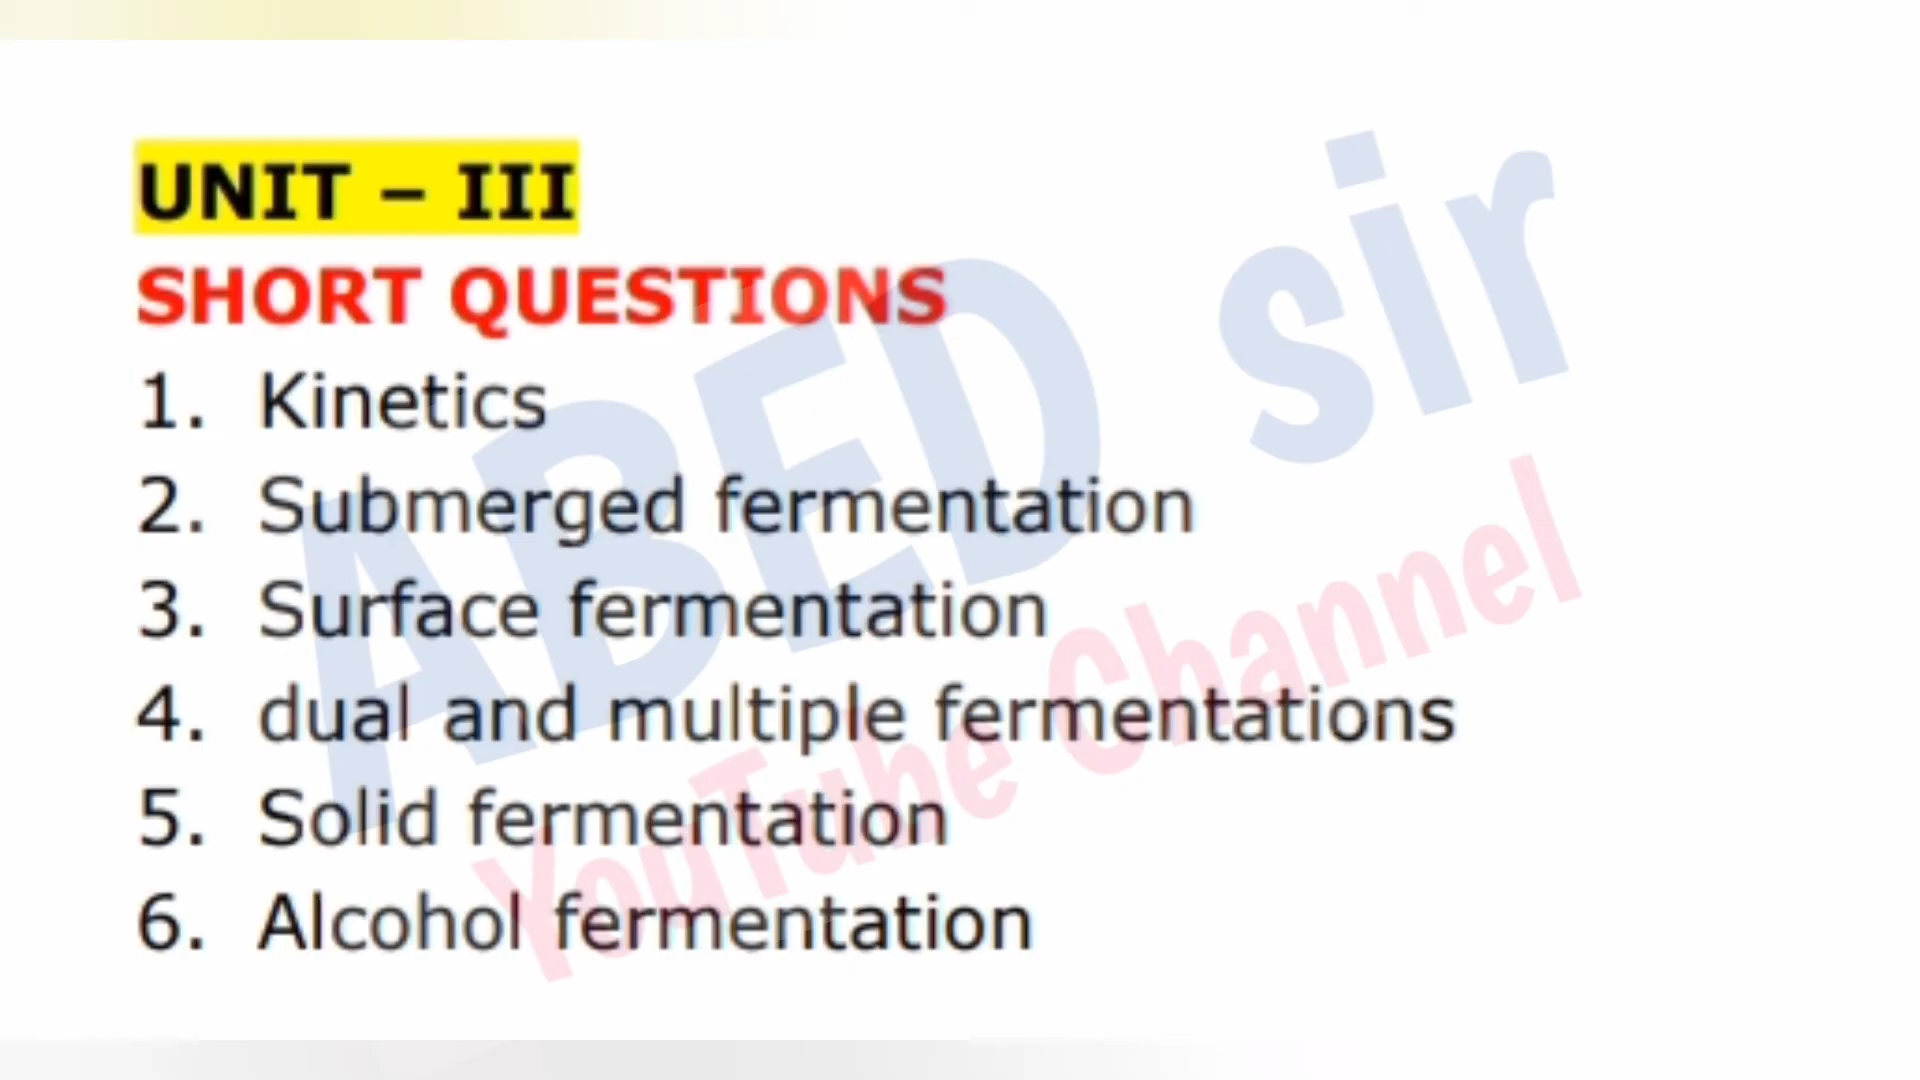 UNIT – III
SHORT QUESTIONS
1. Kinetics
2. Submerged fermentation
3. Surface fermentation
4. dual and multiple fermentations
5. Solid fermentation
6. Alcohol fermentation
ABED sir
YouTube Channel